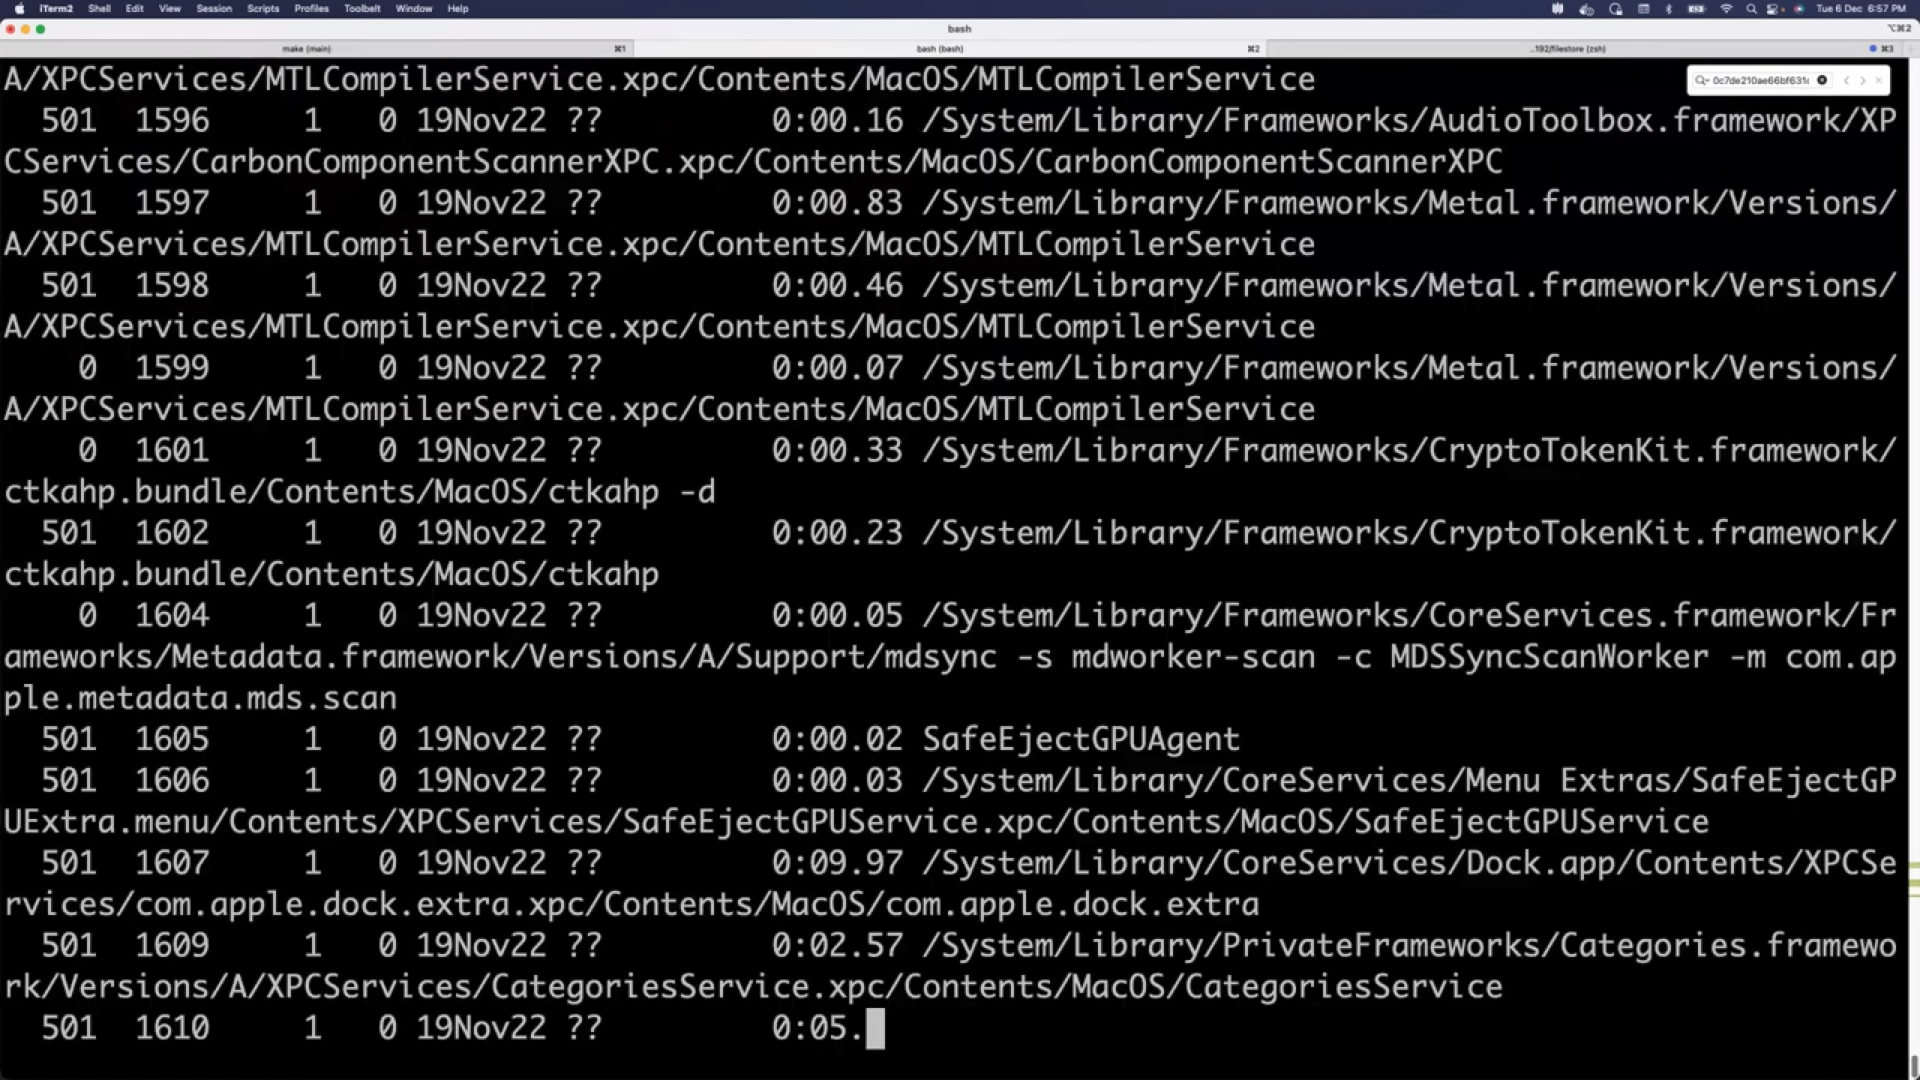 iTerm2 Shell Edit View Session Scripts Profiles Toolbelt Window Help Tue 6 Dec 6:57 PM
bash ⌥⌘2
make (main) ⌘1 bash (bash) ⌘2 ...192/filestore (zsh) ⌘3
0c7de210ae66bf631
A/XPCServices/MTLCompilerService.xpc/Contents/MacOS/MTLCompilerService
501 1596 1 0 19Nov22 ?? 0:00.16 /System/Library/Frameworks/AudioToolbox.framework/XP
CServices/CarbonComponentScannerXPC.xpc/Contents/MacOS/CarbonComponentScannerXPC
501 1597 1 0 19Nov22 ?? 0:00.83 /System/Library/Frameworks/Metal.framework/Versions/
A/XPCServices/MTLCompilerService.xpc/Contents/MacOS/MTLCompilerService
501 1598 1 0 19Nov22 ?? 0:00.46 /System/Library/Frameworks/Metal.framework/Versions/
A/XPCServices/MTLCompilerService.xpc/Contents/MacOS/MTLCompilerService
0 1599 1 0 19Nov22 ?? 0:00.07 /System/Library/Frameworks/Metal.framework/Versions/
A/XPCServices/MTLCompilerService.xpc/Contents/MacOS/MTLCompilerService
0 1601 1 0 19Nov22 ?? 0:00.33 /System/Library/Frameworks/CryptoTokenKit.framework/
ctkahp.bundle/Contents/MacOS/ctkahp -d
501 1602 1 0 19Nov22 ?? 0:00.23 /System/Library/Frameworks/CryptoTokenKit.framework/
ctkahp.bundle/Contents/MacOS/ctkahp
0 1604 1 0 19Nov22 ?? 0:00.05 /System/Library/Frameworks/CoreServices.framework/Fr
ameworks/Metadata.framework/Versions/A/Support/mdsync -s mdworker-scan -c MDSSyncScanWorker -m com.ap
ple.metadata.mds.scan
501 1605 1 0 19Nov22 ?? 0:00.02 SafeEjectGPUAgent
501 1606 1 0 19Nov22 ?? 0:00.03 /System/Library/CoreServices/Menu Extras/SafeEjectGP
UExtra.menu/Contents/XPCServices/SafeEjectGPUService.xpc/Contents/MacOS/SafeEjectGPUService
501 1607 1 0 19Nov22 ?? 0:09.97 /System/Library/CoreServices/Dock.app/Contents/XPCSe
rvices/com.apple.dock.extra.xpc/Contents/MacOS/com.apple.dock.extra
501 1609 1 0 19Nov22 ?? 0:02.57 /System/Library/PrivateFrameworks/Categories.framewo
rk/Versions/A/XPCServices/CategoriesService.xpc/Contents/MacOS/CategoriesService
501 1610 1 0 19Nov22 ?? 0:05.